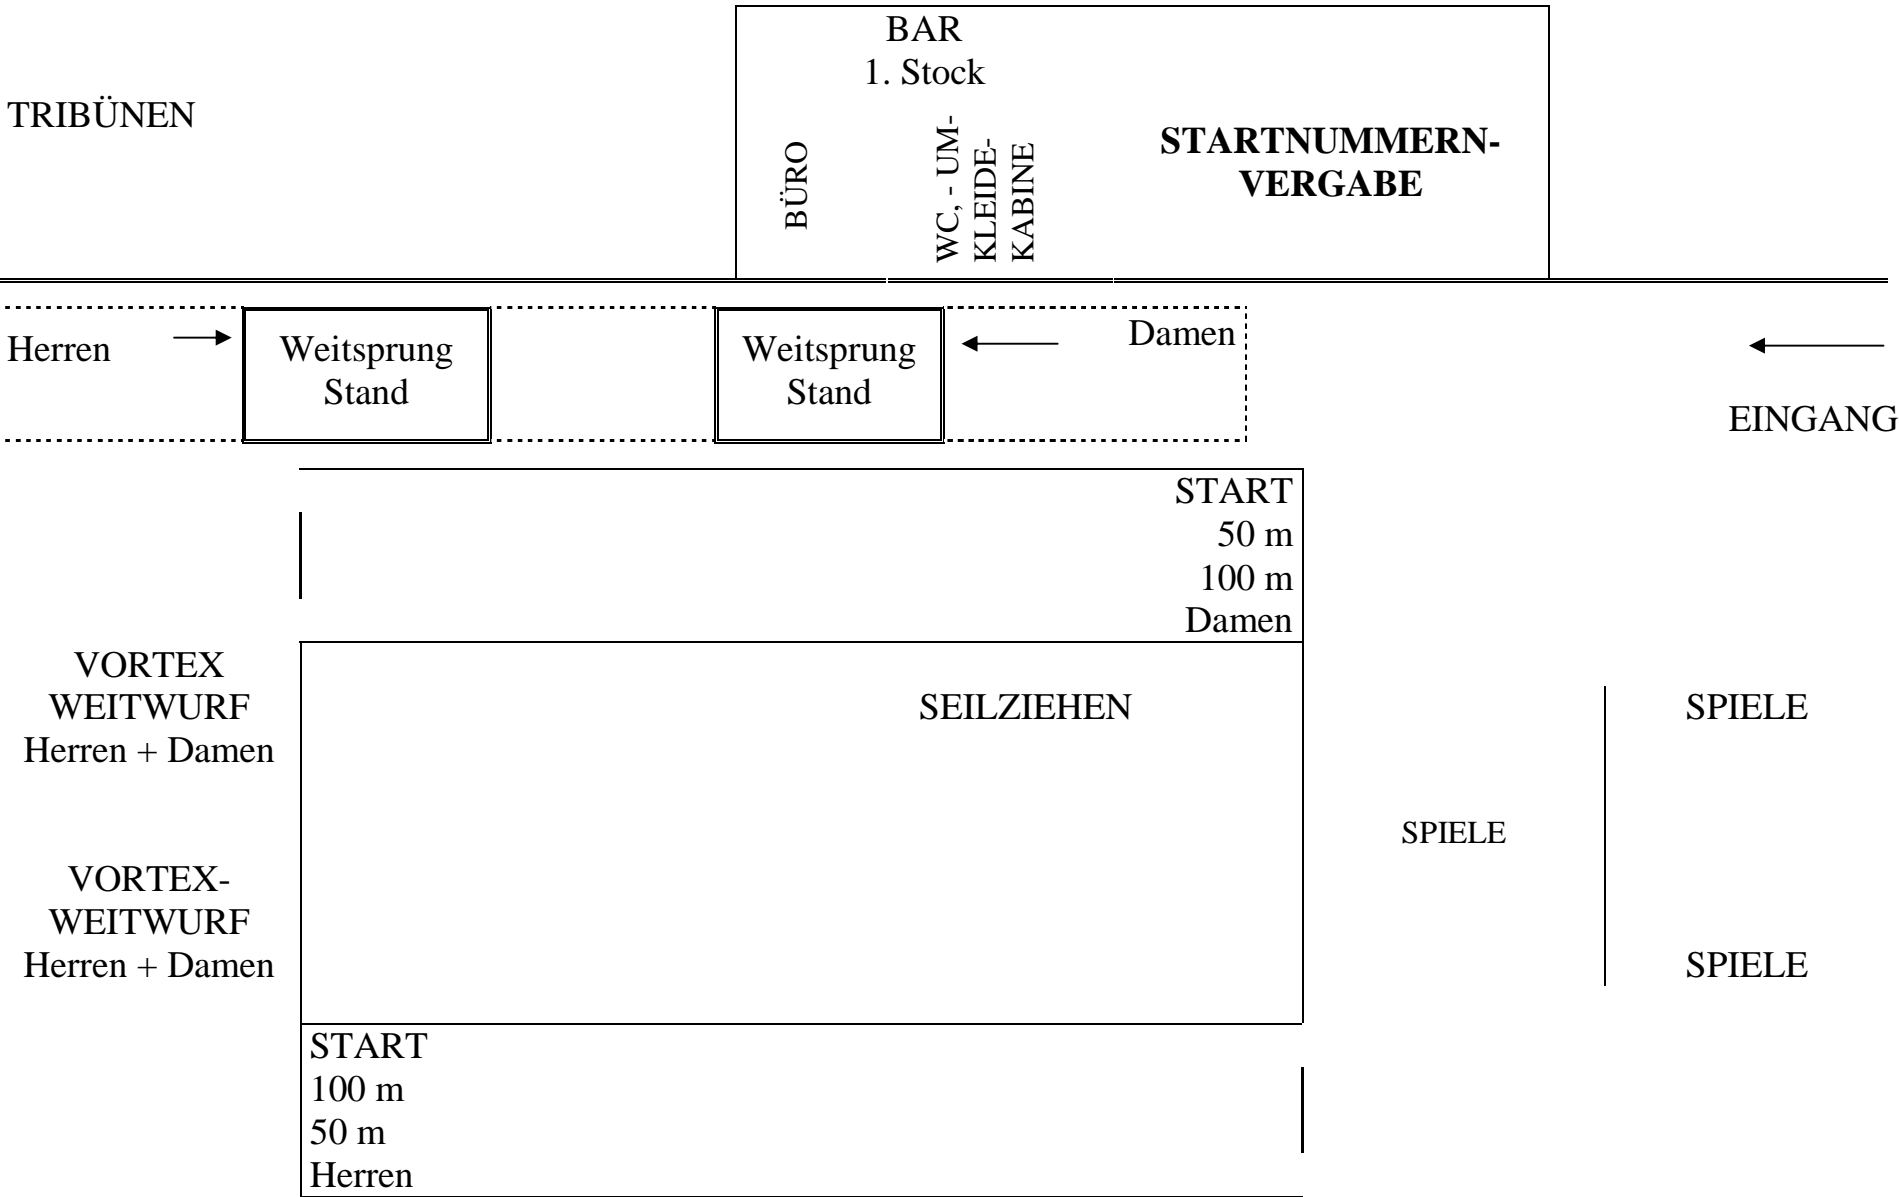 BAR
1. Stock
TRIBÜNEN
BÜRO
WC, - UM-
KLEIDE-
KABINE
STARTNUMMERN-
VERGABE
Herren
Weitsprung
Stand
Weitsprung
Stand
Damen
EINGANG
START
50 m
100 m
Damen
VORTEX
WEITWURF
Herren + Damen
SEILZIEHEN
SPIELE
SPIELE
VORTEX-
WEITWURF
Herren + Damen
SPIELE
START
100 m
50 m
Herren